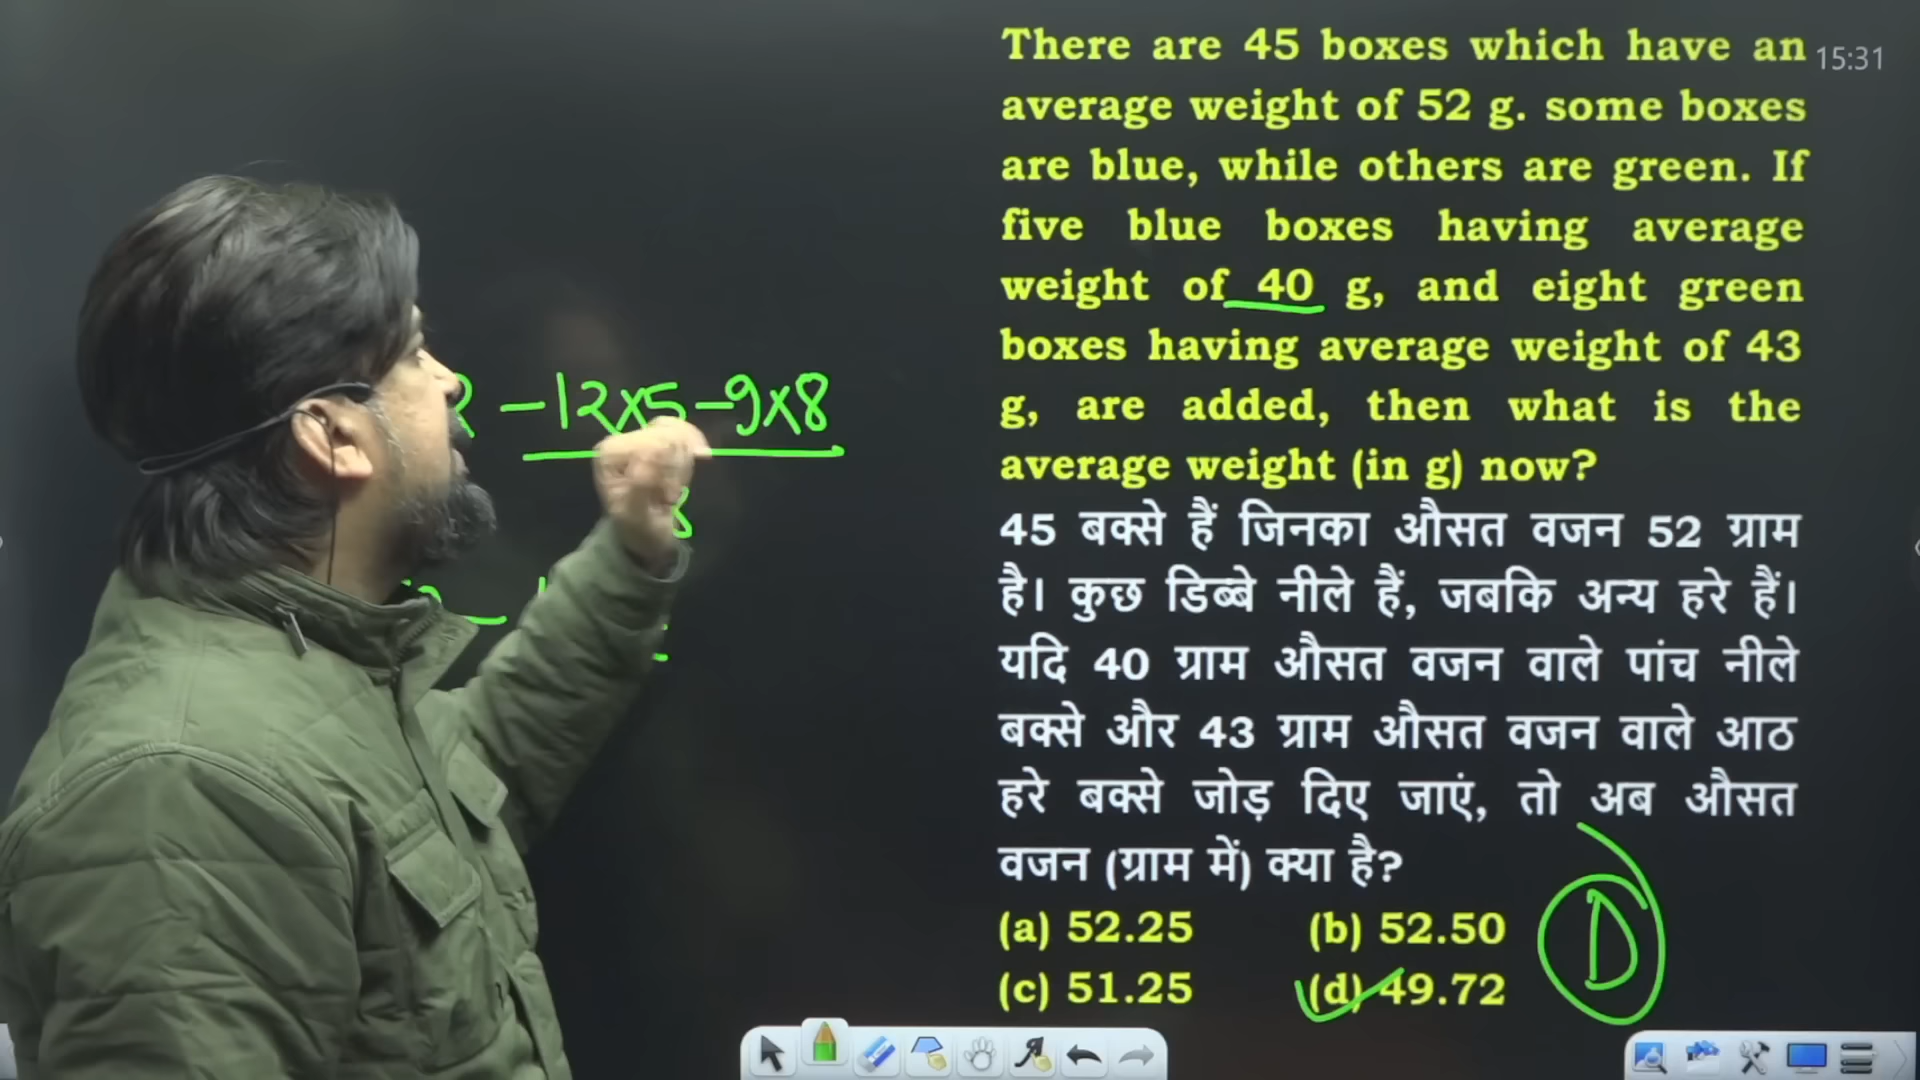 There are 45 boxes which have an
15:31
average weight of 52 g. some boxes
are blue, while others are green. If
five blue boxes having average
weight of 40 g, and eight green
boxes having average weight of 43
g, are added, then what is the
average weight (in g) now?
-12x5-9x8
45 बक्से हैं जिनका औसत वजन 52 ग्राम
है। कुछ डिब्बे नीले हैं, जबकि अन्य हरे हैं।
यदि 40 ग्राम औसत वजन वाले पांच नीले
बक्से और 43 ग्राम औसत वजन वाले आठ
हरे बक्से जोड़ दिए जाएं, तो अब औसत
वजन (ग्राम में) क्या है?
(a) 52.25 (b) 52.50
(c) 51.25 (d) 49.72
D